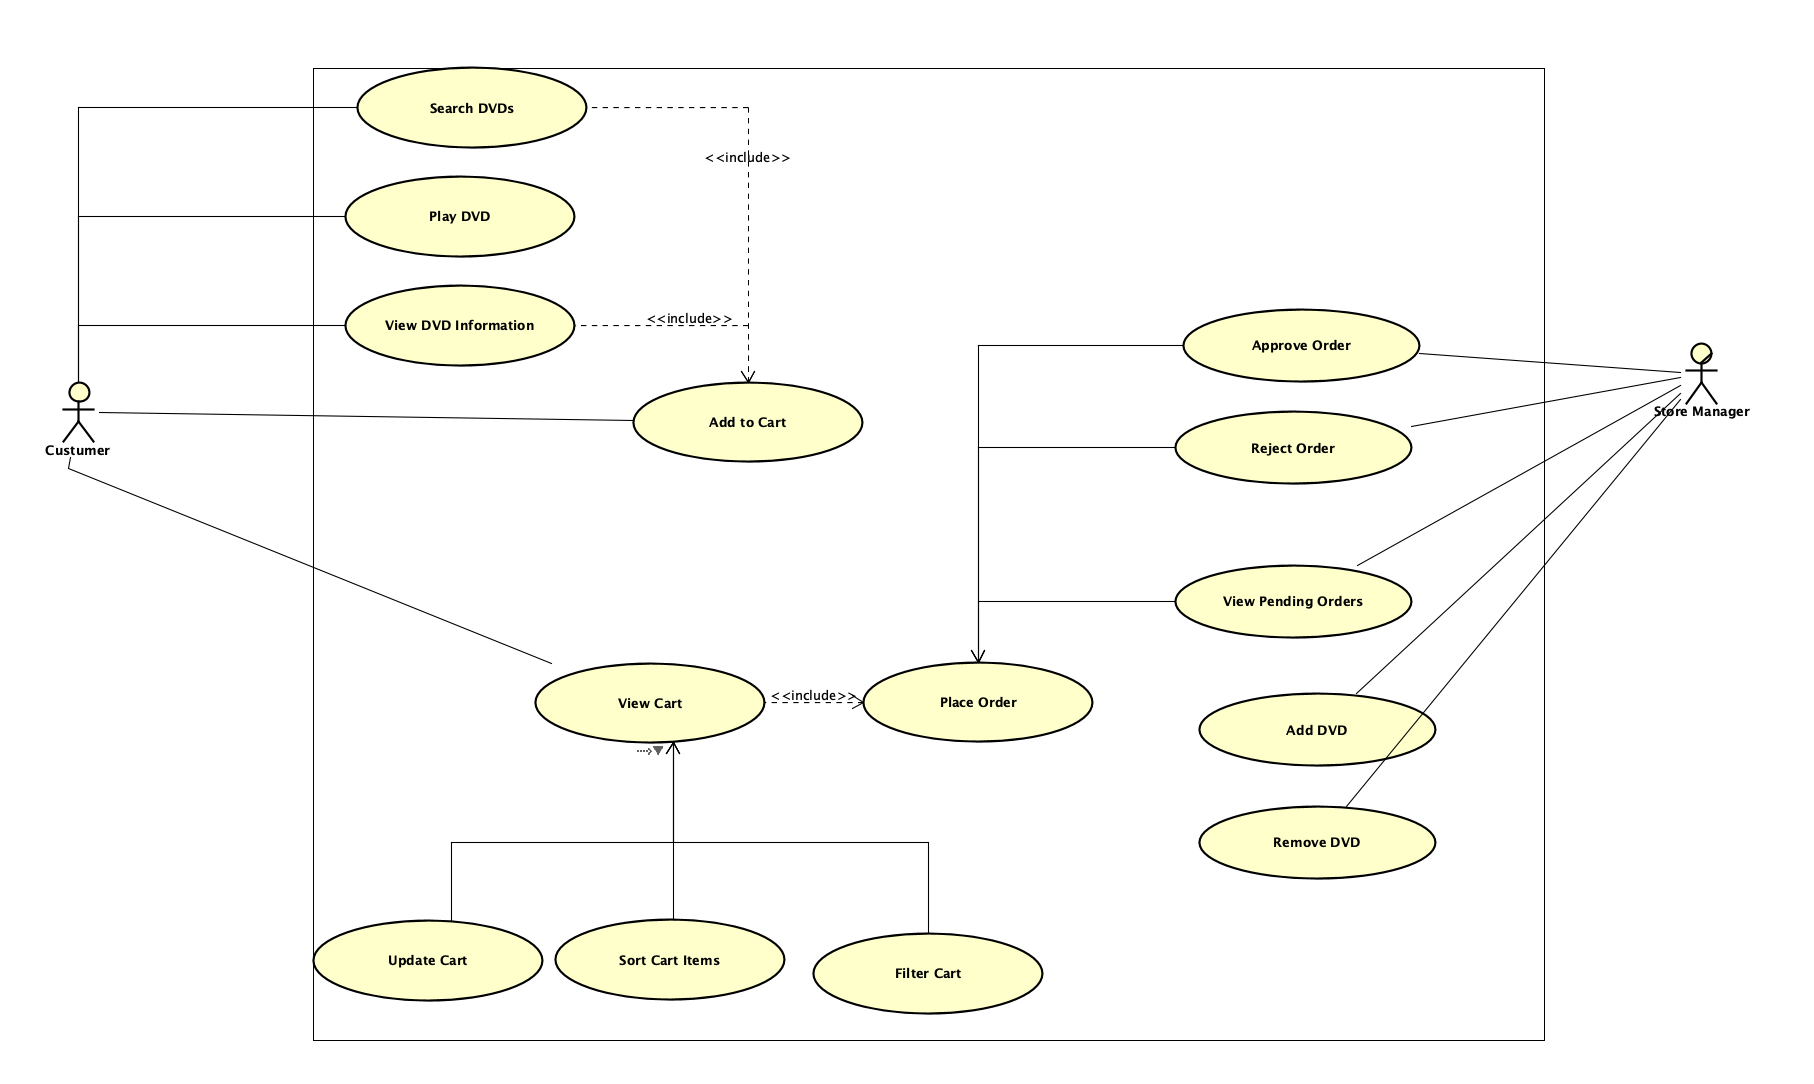 Search DVDs
<<include>>
Play DVD
<<include>>
View DVD Information
Approve Order
Store Manager
Add to Cart
Custumer
Reject Order
View Pending Orders
<<include>>
View Cart
Place Order
Add DVD
Remove DVD
Update Cart
Sort Cart Items
Filter Cart